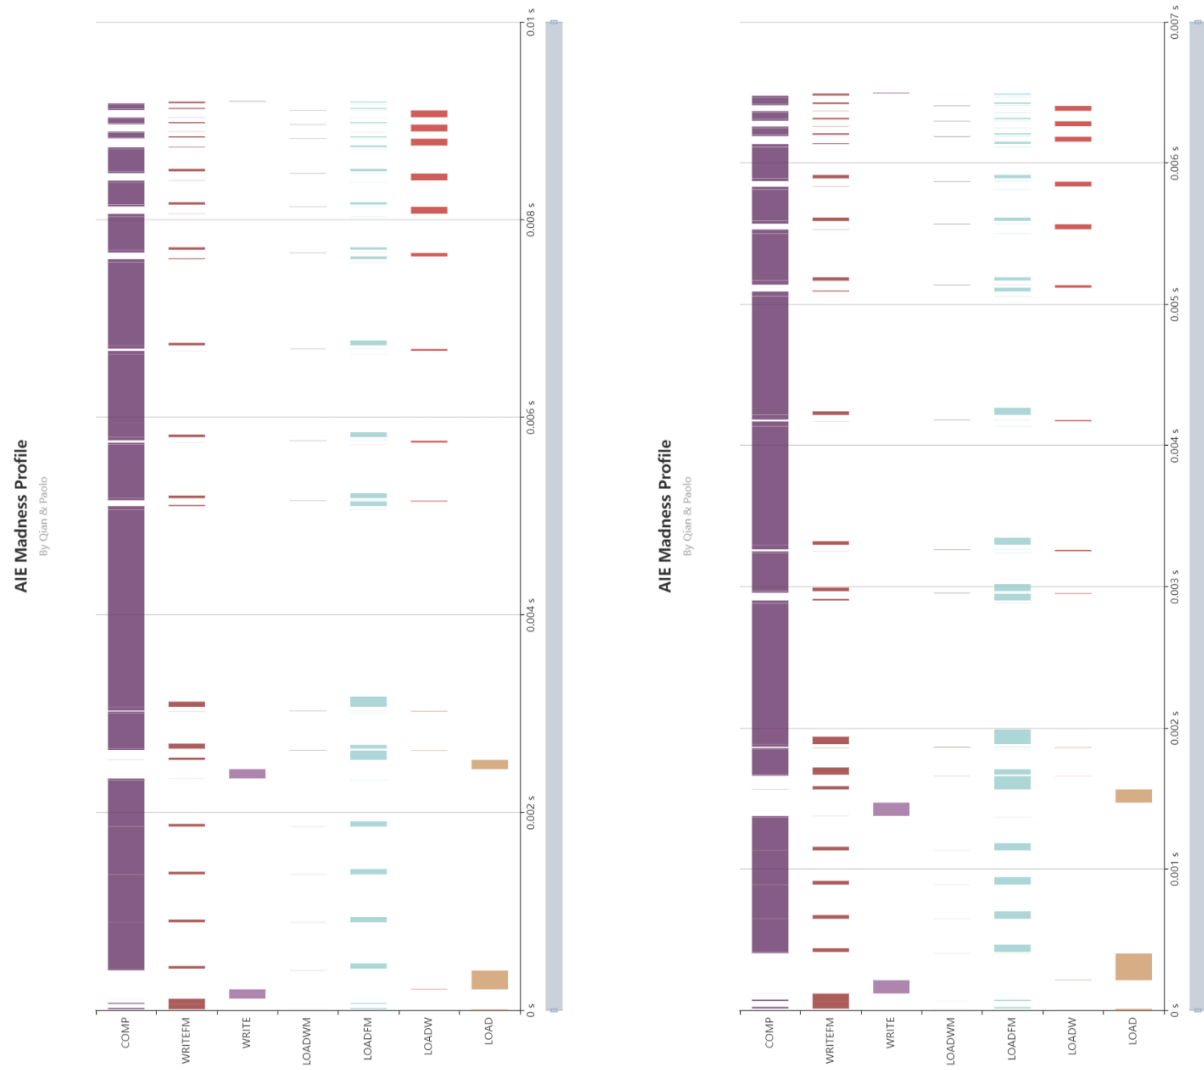 AIE Madness Profile
By Qian & Paolo
COMP
WRITEFM
WRITE
LOADWM
LOADFM
LOADW
LOAD
0 s
0.002 s
0.004 s
0.006 s
0.008 s
0.01 s
AIE Madness Profile
By Qian & Paolo
COMP
WRITEFM
WRITE
LOADWM
LOADFM
LOADW
LOAD
0 s
0.001 s
0.002 s
0.003 s
0.004 s
0.005 s
0.006 s
0.007 s